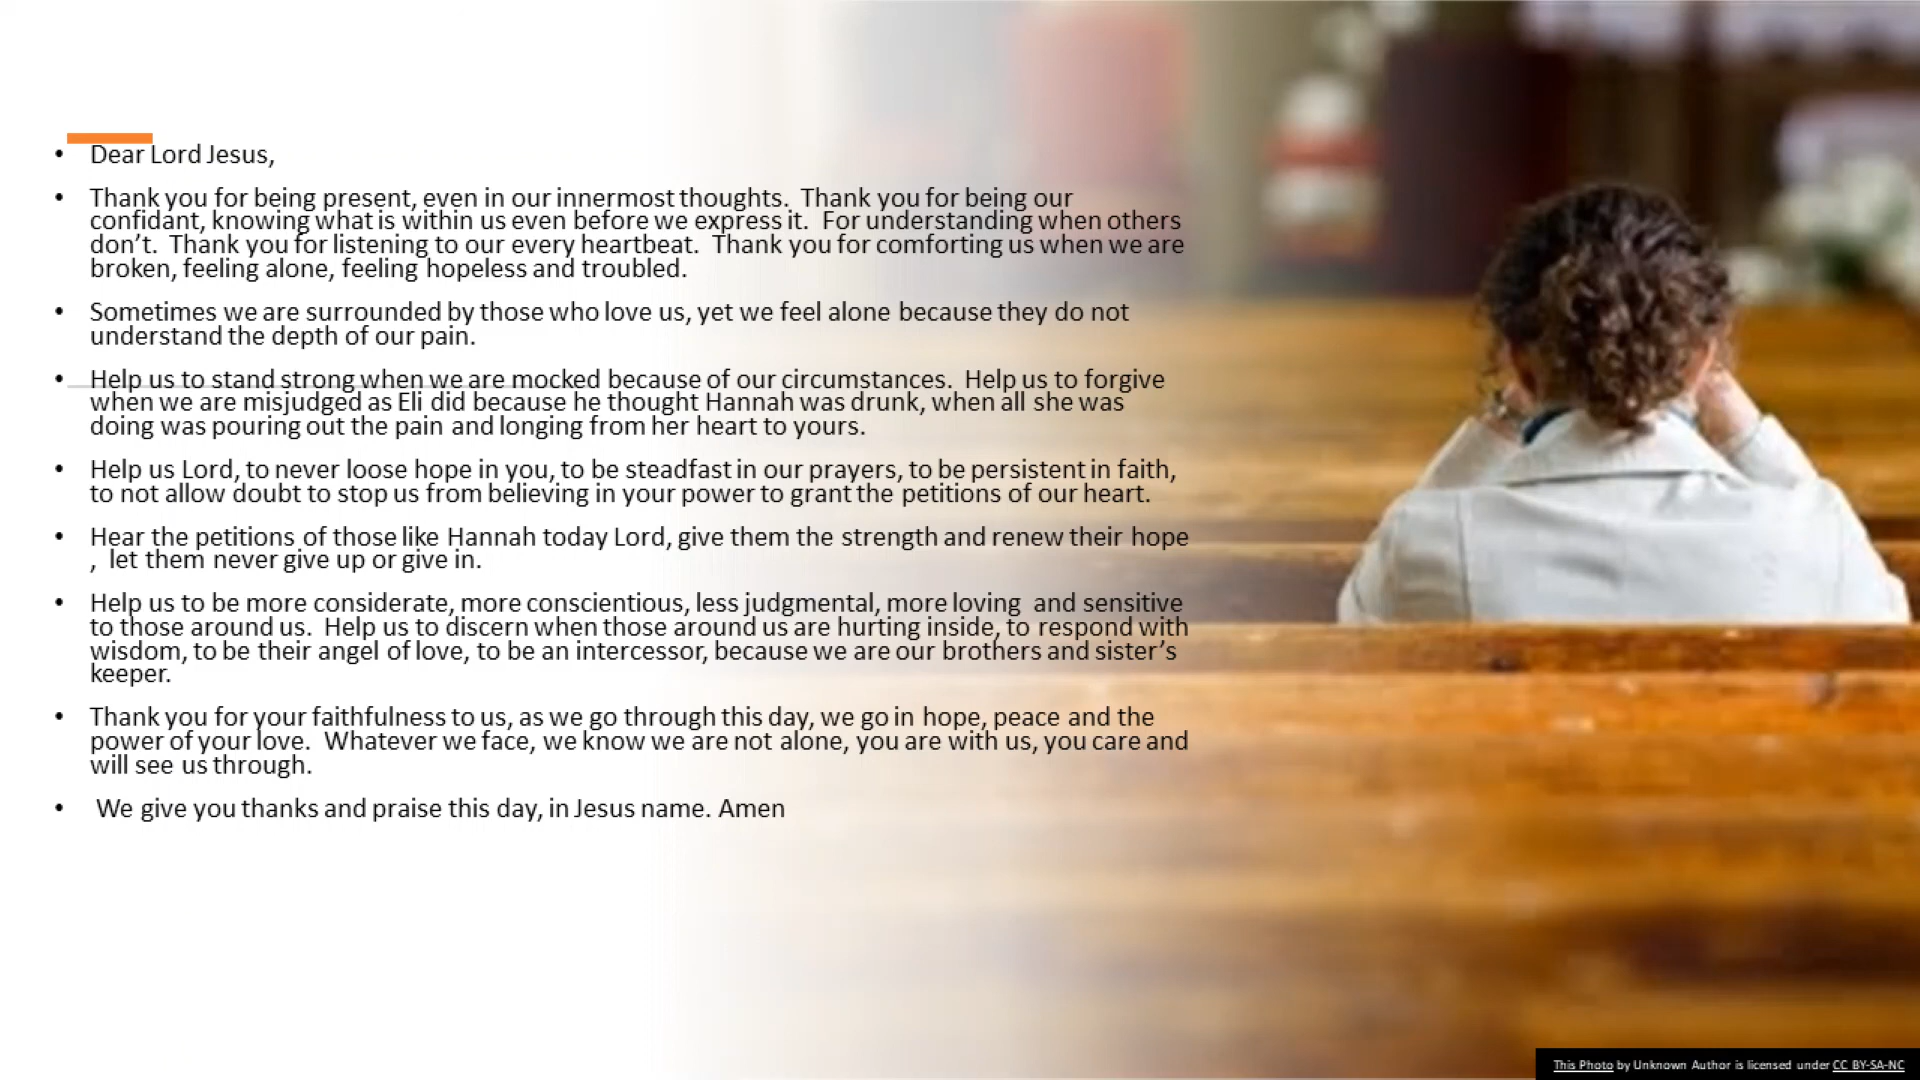 • Dear Lord Jesus,
• Thank you for being present, even in our innermost thoughts.  Thank you for being our
confidant, knowing what is within us even before we express it.  For understanding when others
don’t.  Thank you for listening to our every heartbeat.  Thank you for comforting us when we are
broken, feeling alone, feeling hopeless and troubled.
• Sometimes we are surrounded by those who love us, yet we feel alone because they do not
understand the depth of our pain.
• Help us to stand strong when we are mocked because of our circumstances.  Help us to forgive
when we are misjudged as Eli did because he thought Hannah was drunk, when all she was
doing was pouring out the pain and longing from her heart to yours.
• Help us Lord, to never loose hope in you, to be steadfast in our prayers, to be persistent in faith,
to not allow doubt to stop us from believing in your power to grant the petitions of our heart.
• Hear the petitions of those like Hannah today Lord, give them the strength and renew their hope
,  let them never give up or give in.
• Help us to be more considerate, more conscientious, less judgmental, more loving  and sensitive
to those around us.  Help us to discern when those around us are hurting inside, to respond with
wisdom, to be their angel of love, to be an intercessor, because we are our brothers and sister’s
keeper.
• Thank you for your faithfulness to us, as we go through this day, we go in hope, peace and the
power of your love.  Whatever we face, we know we are not alone, you are with us, you care and
will see us through.
• We give you thanks and praise this day, in Jesus name. Amen
This Photo by Unknown Author is licensed under CC BY-SA-NC